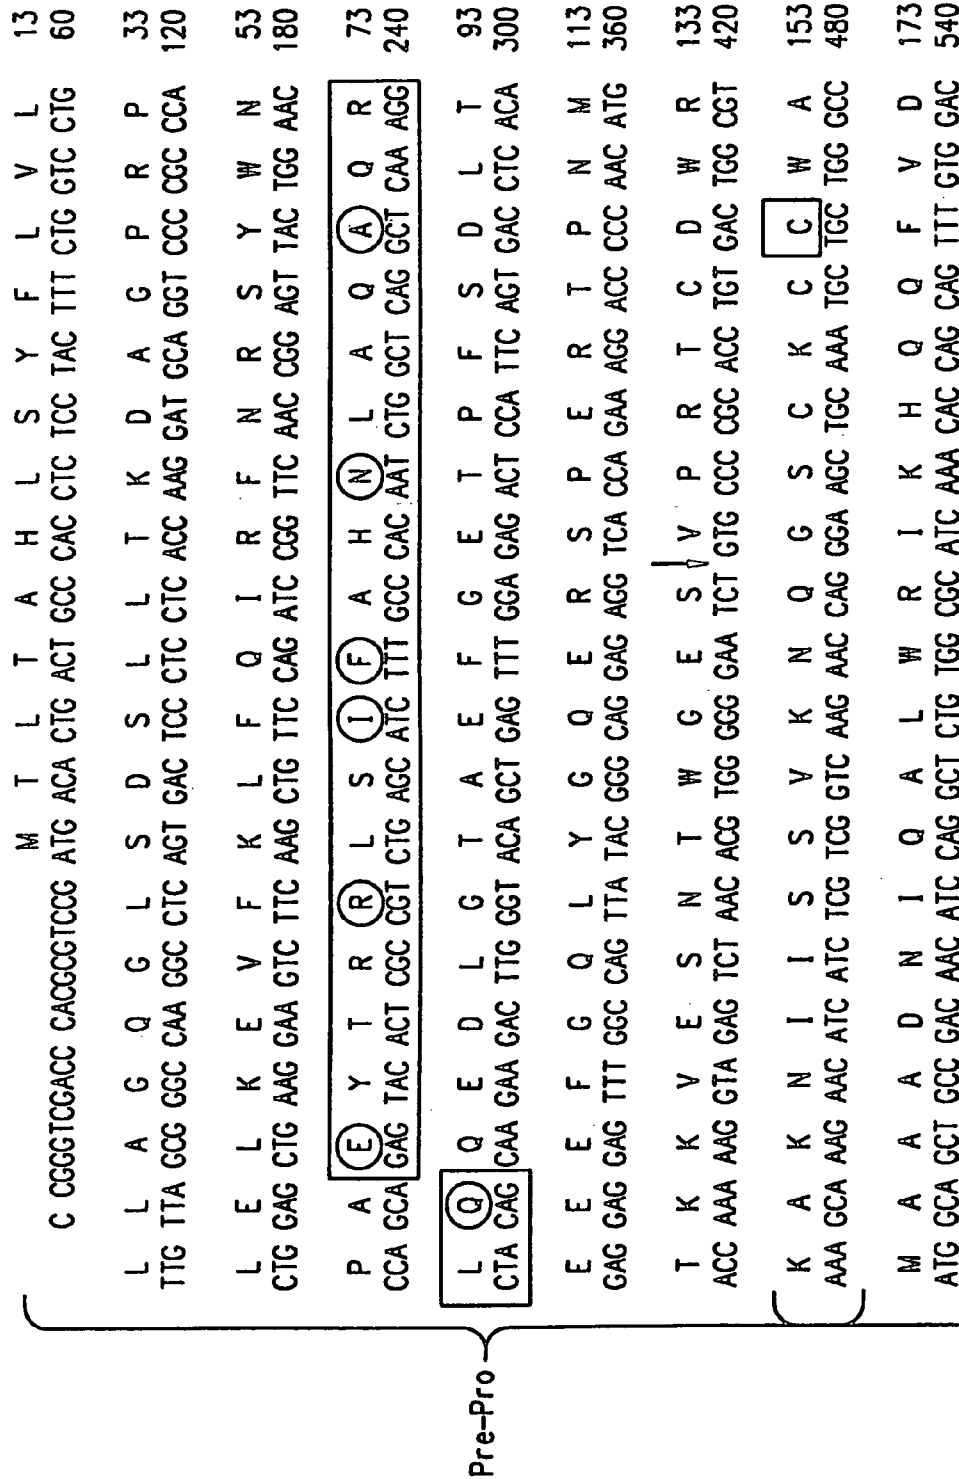 M T L T A H L S Y F L V L 13
C CGGGTCGACC CACGCGTCCG ATG ACA CTG ACT GCC CAC CTC TCC TAC TTT CTG GTC CTG 60
L L A G Q G L S D S L L T K D A G P R P 33
TTG TTA GCG GGC CAA GGC CTC AGT GAC TCC CTC CTC ACC AAG GAT GCA GGT CCC CGC CCA 120
L E L K E V F K L F Q I R F N R S Y W N 53
CTG GAG CTG AAG GAA GTC TTC AAG CTG TTC CAG ATC CGG TTC AAC CGG AGT TAC TGG AAC 180
P A E Y T R R L S I F A H N L A Q A Q R 73
CCA GCA GAG TAC ACT CGC CGT CTG AGC ATC TTT GCC CAC AAT CTG GCT CAG GCT CAA AGG 240
L Q Q E D L G T A E F G E T P F S D L T 93
CTA CAG CAA GAA GAC TTG GGT ACA GCT GAG TTT GGA GAG ACT CCA TTC AGT GAC CTC ACA 300
E E E F G Q L Y G Q E R S P E R T P N M 113
GAG GAG GAG TTT GGC CAG TTA TAC GGG CAG GAG AGG TCA CCA GAA AGG ACC CCC AAC ATG 360
T K K V E S N T W G E S V P R T C D W R 133
ACC AAA AAG GTA GAG TCT AAC ACG TGG GGG GAA TCT GTG CCC CGC ACC TGT GAC TGG CGT 420
K A K N I I S S V K N Q G S C K C C W A 153
AAA GCA AAG AAC ATC ATC TCG TCG GTC AAG AAC CAG GGA AGC TGC AAA TGC TGC TGG GCC 480
M A A D N I Q A L W R I K H Q Q F V D 173
ATG GCA GCT GCC GAC AAC ATC CAG GCT CTG TGG CGC ATC AAA CAC CAG CAG TTT GTG GAC 540
Pre-Pro